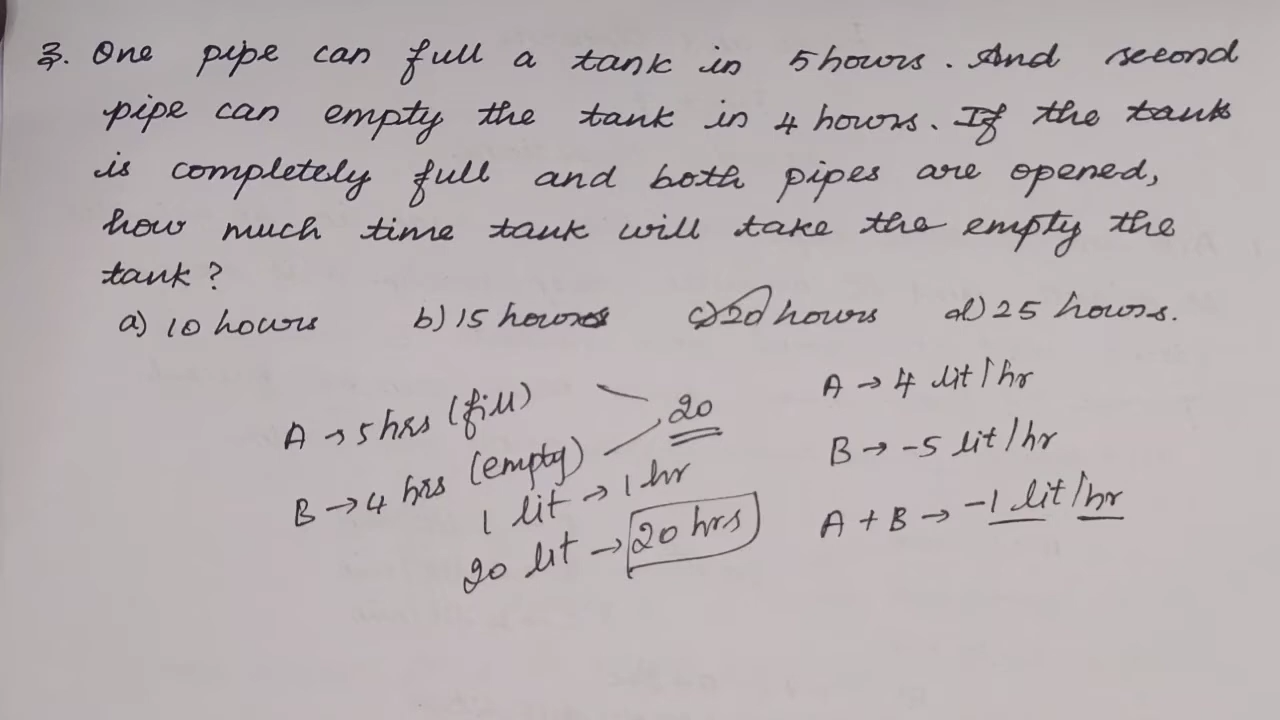 3. One pipe can full a tank in 5 hours. And second
pipe can empty the tank in 4 hours. If the tank
is completely full and both pipes are opened,
how much time tank will take the empty the
tank?
a) 10 hours b) 15 hours c) 20 hours d) 25 hours.
A → 5 hrs (fill)
B → 4 hrs (empty)
20
1 lit → 1 hr
20 lit → 20 hrs
A → 4 lit/hr
B → -5 lit/hr
A + B → -1 lit/hr